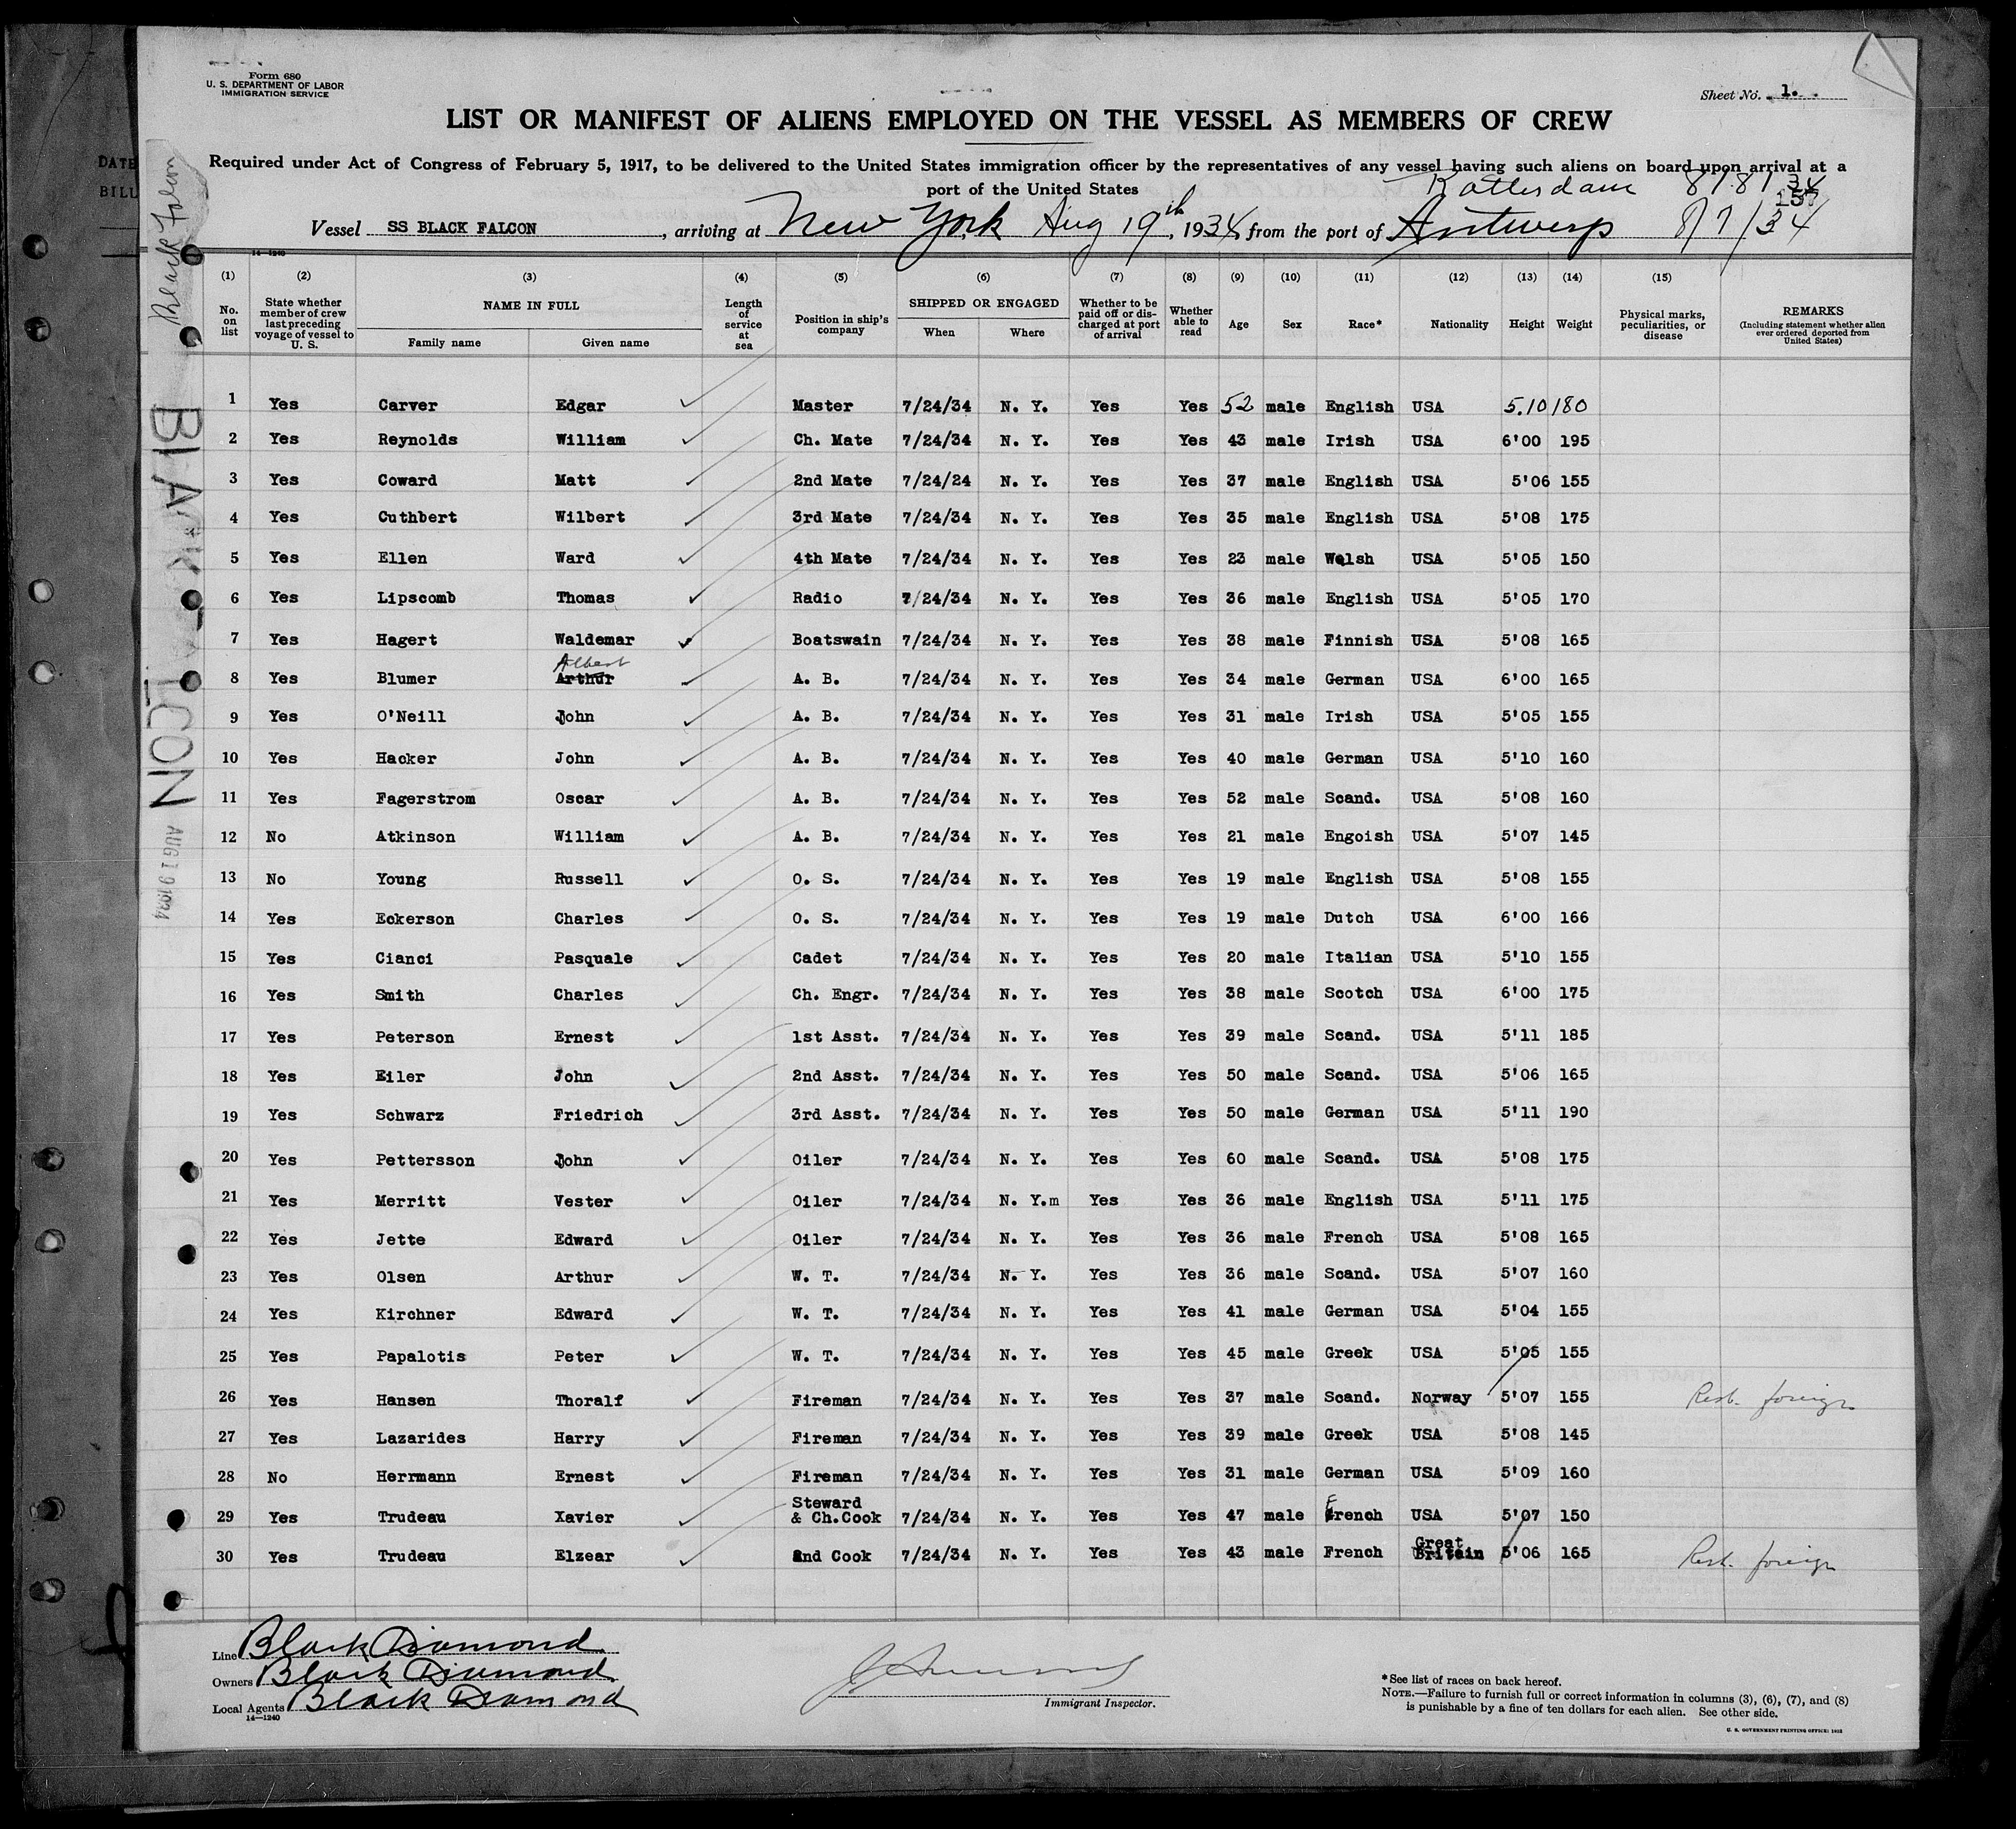 Form 680
U. S. DEPARTMENT OF LABOR
IMMIGRATION SERVICE
Sheet No. 1.
LIST OR MANIFEST OF ALIENS EMPLOYED ON THE VESSEL AS MEMBERS OF CREW
Required under Act of Congress of February 5, 1917, to be delivered to the United States immigration officer by the representatives of any vessel having such aliens on board upon arrival at a
port of the United States
Rotterdam 8/8/34
Vessel SS BLACK FALCON, arriving at New York Aug 19th, 1934, from the port of Antwerp 8/7/34
14—1240
(1) (2) (3) (4) (5) (6) (7) (8) (9) (10) (11) (12) (13) (14) (15)
No. on list
State whether member of crew last preceding voyage of vessel to U. S.
NAME IN FULL
Family name Given name
Length of service at sea
Position in ship's company
SHIPPED OR ENGAGED
When Where
Whether to be paid off or discharged at port of arrival
Whether able to read
Age Sex Race* Nationality Height Weight
Physical marks, peculiarities, or disease
REMARKS
(Including statement whether alien ever ordered deported from United States)
1 Yes Carver Edgar Master 7/24/34 N. Y. Yes Yes 52 male English USA 5.10 180
2 Yes Reynolds William Ch. Mate 7/24/34 N. Y. Yes Yes 43 male Irish USA 6'00 195
3 Yes Coward Matt 2nd Mate 7/24/24 N. Y. Yes Yes 37 male English USA 5'06 155
4 Yes Cuthbert Wilbert 3rd Mate 7/24/34 N. Y. Yes Yes 35 male English USA 5'08 175
5 Yes Ellen Ward 4th Mate 7/24/34 N. Y. Yes Yes 23 male Welsh USA 5'05 150
6 Yes Lipscomb Thomas Radio 7/24/34 N. Y. Yes Yes 36 male English USA 5'05 170
7 Yes Hagert Waldemar Boatswain 7/24/34 N. Y. Yes Yes 38 male Finnish USA 5'08 165
Albert
8 Yes Blumer Arthur A. B. 7/24/34 N. Y. Yes Yes 34 male German USA 6'00 165
9 Yes O'Neill John A. B. 7/24/34 N. Y. Yes Yes 31 male Irish USA 5'05 155
10 Yes Hacker John A. B. 7/24/34 N. Y. Yes Yes 40 male German USA 5'10 160
11 Yes Fagerstrom Oscar A. B. 7/24/34 N. Y. Yes Yes 52 male Scand. USA 5'08 160
12 No Atkinson William A. B. 7/24/34 N. Y. Yes Yes 21 male Engoish USA 5'07 145
13 No Young Russell O. S. 7/24/34 N. Y. Yes Yes 19 male English USA 5'08 155
14 Yes Eckerson Charles O. S. 7/24/34 N. Y. Yes Yes 19 male Dutch USA 6'00 166
15 Yes Cianci Pasquale Cadet 7/24/34 N. Y. Yes Yes 20 male Italian USA 5'10 155
16 Yes Smith Charles Ch. Engr. 7/24/34 N. Y. Yes Yes 38 male Scotch USA 6'00 175
17 Yes Peterson Ernest 1st Asst. 7/24/34 N. Y. Yes Yes 39 male Scand. USA 5'11 185
18 Yes Eiler John 2nd Asst. 7/24/34 N. Y. Yes Yes 50 male Scand. USA 5'06 165
19 Yes Schwarz Friedrich 3rd Asst. 7/24/34 N. Y. Yes Yes 50 male German USA 5'11 190
20 Yes Pettersson John Oiler 7/24/34 N. Y. Yes Yes 60 male Scand. USA 5'08 175
21 Yes Merritt Vester Oiler 7/24/34 N. Y.m Yes Yes 36 male English USA 5'11 175
22 Yes Jette Edward Oiler 7/24/34 N. Y. Yes Yes 36 male French USA 5'08 165
23 Yes Olsen Arthur W. T. 7/24/34 N. Y. Yes Yes 36 male Scand. USA 5'07 160
24 Yes Kirchner Edward W. T. 7/24/34 N. Y. Yes Yes 41 male German USA 5'04 155
25 Yes Papalotis Peter W. T. 7/24/34 N. Y. Yes Yes 45 male Greek USA 5'05 155
26 Yes Hansen Thoralf Fireman 7/24/34 N. Y. Yes Yes 37 male Scand. Norway 5'07 155 foreign
27 Yes Lazarides Harry Fireman 7/24/34 N. Y. Yes Yes 39 male Greek USA 5'08 145
28 No Herrmann Ernest Fireman 7/24/34 N. Y. Yes Yes 31 male German USA 5'09 160
29 Yes Trudeau Xavier Steward & Ch.Cook 7/24/34 N. Y. Yes Yes 47 male French USA 5'07 150
30 Yes Trudeau Elzear 2nd Cook 7/24/34 N. Y. Yes Yes 43 male French Great Britain 5'06 165 foreign
Line Black Diamond
Owners Black Diamond
Local Agents Black Diamond
14—1240
Immigrant Inspector.
*See list of races on back hereof.
NOTE.—Failure to furnish full or correct information in columns (3), (6), (7), and (8)
is punishable by a fine of ten dollars for each alien. See other side.
U. S. GOVERNMENT PRINTING OFFICE: 1932
Black Falcon
AUG 19 1934
DATE
BILL